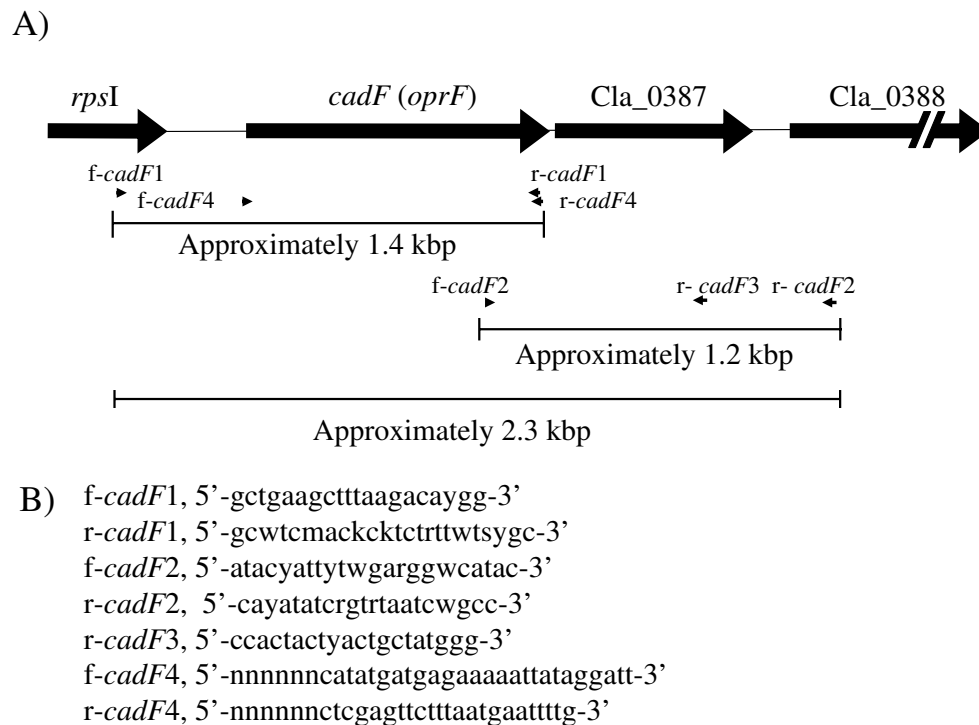 A)
rpsI cadF (oprF) Cla_0387 Cla_0388
f-cadF1 r-cadF1
f-cadF4 r-cadF4
Approximately 1.4 kbp
f-cadF2 r- cadF3 r- cadF2
Approximately 1.2 kbp
Approximately 2.3 kbp
B) f-cadF1, 5’-gctgaagctttaagacaygg-3’
r-cadF1, 5’-gcwtcmackcktctrttwtsygc-3’
f-cadF2, 5’-atacyattytwgarggwcatac-3’
r-cadF2, 5’-cayatatcrgtrtaatcwgcc-3’
r-cadF3, 5’-ccactactyactgctatggg-3’
f-cadF4, 5’-nnnnnncatatgatgagaaaaattataggatt-3’
r-cadF4, 5’-nnnnnnctcgagttctttaatgaattttg-3’